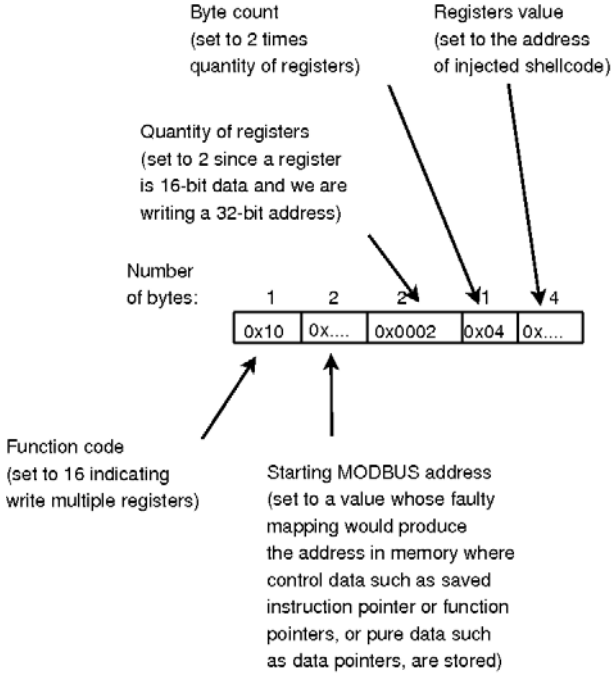 Byte count
(set to 2 times
quantity of registers)
Registers value
(set to the address
of injected shellcode)
Quantity of registers
(set to 2 since a register
is 16-bit data and we are
writing a 32-bit address)
Number
of bytes:
1 2 2 1 4
0x10 0x.... 0x0002 0x04 0x....
Function code
(set to 16 indicating
write multiple registers)
Starting MODBUS address
(set to a value whose faulty
mapping would produce
the address in memory where
control data such as saved
instruction pointer or function
pointers, or pure data such
as data pointers, are stored)